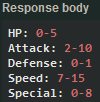 Response body
HP: 0-5
Attack: 2-10
Defense: 0-1
Speed: 7-15
Special: 0-8